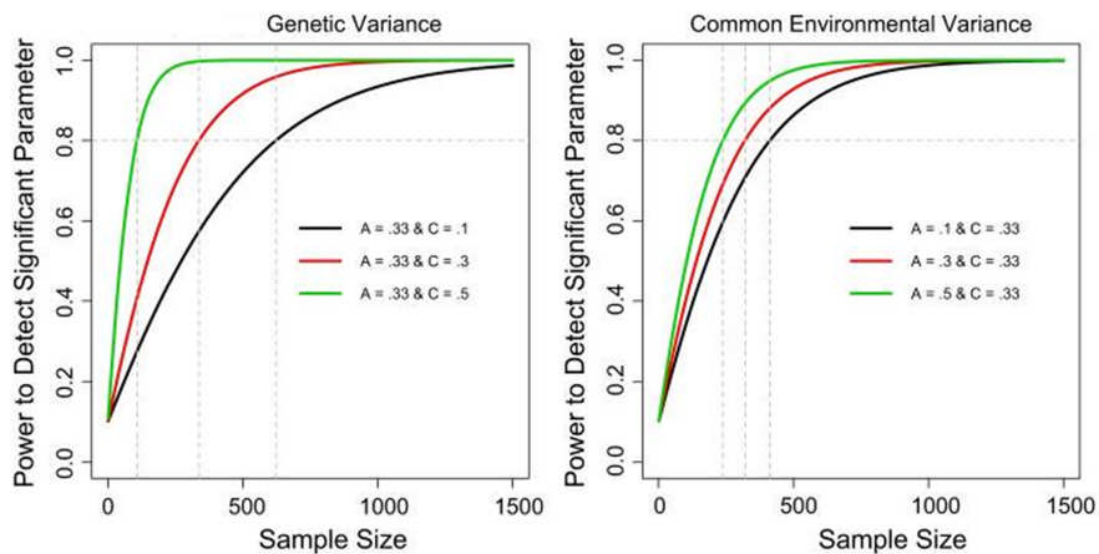 Genetic Variance
Power to Detect Significant Parameter
0.0
0.2
0.4
0.6
0.8
1.0
A = .33 & C = .1
A = .33 & C = .3
A = .33 & C = .5
0
500
1000
1500
Sample Size
Common Environmental Variance
Power to Detect Significant Parameter
0.0
0.2
0.4
0.6
0.8
1.0
A = .1 & C = .33
A = .3 & C = .33
A = .5 & C = .33
0
500
1000
1500
Sample Size